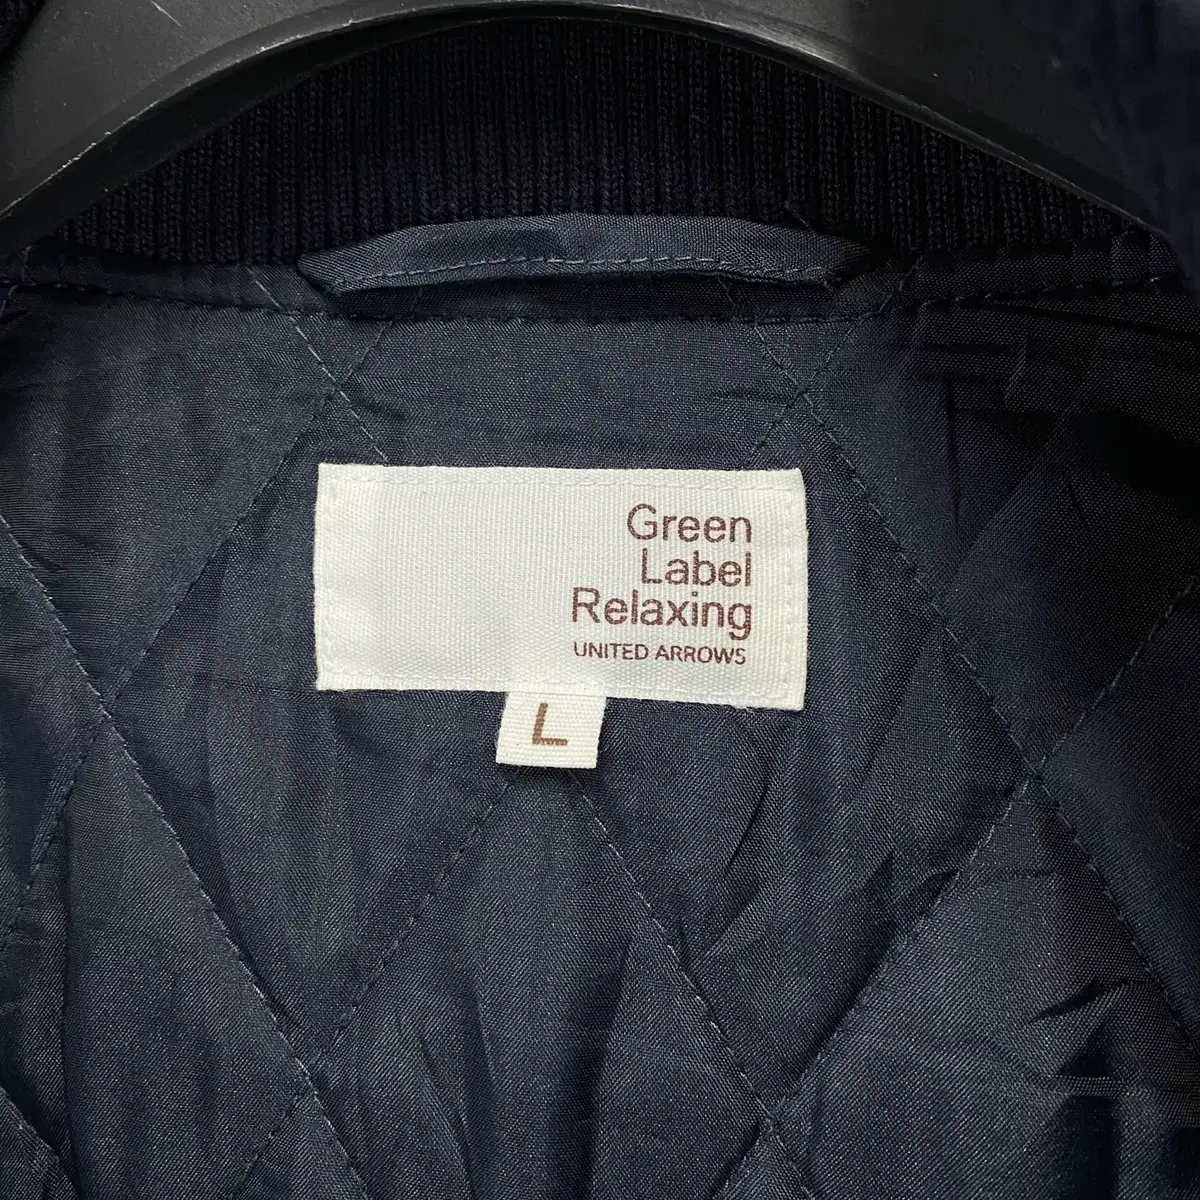 Green
Label
Relaxing
UNITED ARROWS
L